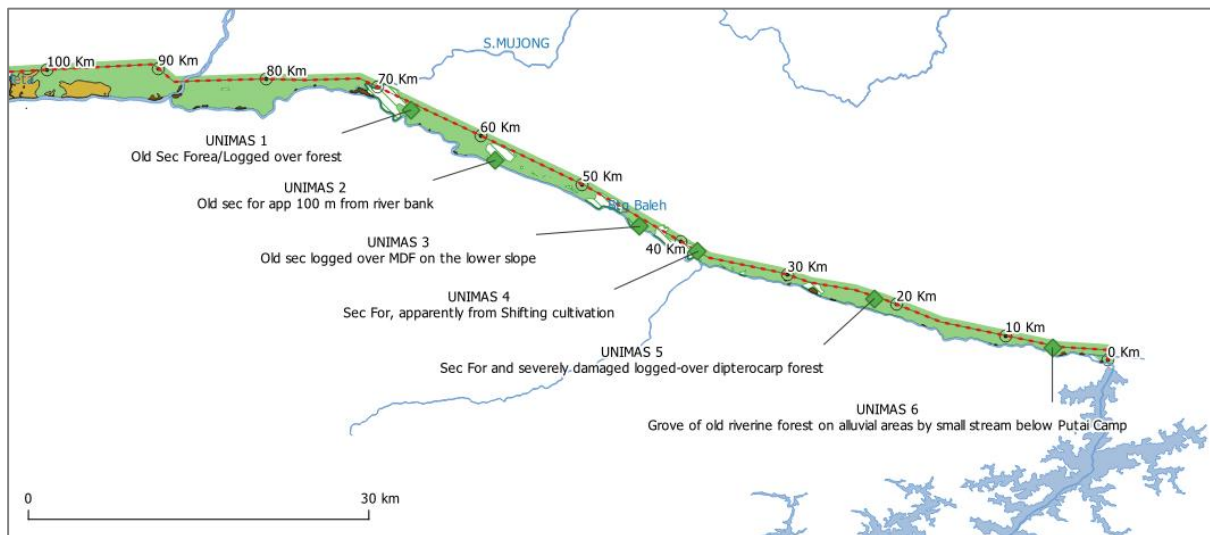 100 Km
90 Km
80 Km
70 Km
S.MUJONG
60 Km
UNIMAS 1
Old Sec Forea/Logged over forest
50 Km
UNIMAS 2
Old sec for app 100 m from river bank
Btg Baleh
UNIMAS 3
Old sec logged over MDF on the lower slope
40 Km
30 Km
UNIMAS 4
Sec For, apparently from Shifting cultivation
20 Km
10 Km
UNIMAS 5
Sec For and severely damaged logged-over dipterocarp forest
0 Km
UNIMAS 6
Grove of old riverine forest on alluvial areas by small stream below Putai Camp
0
30 km